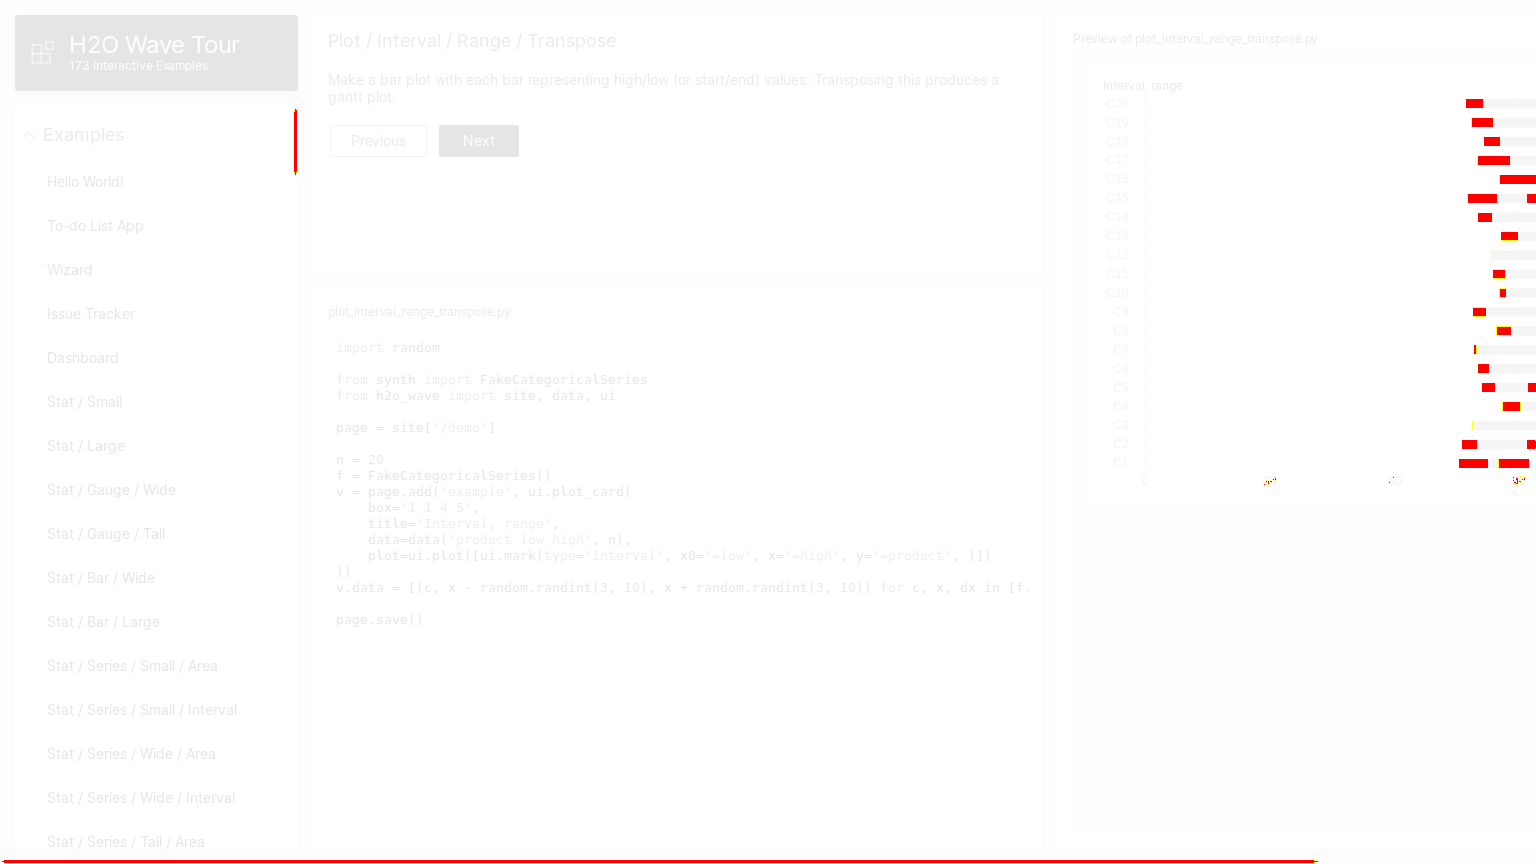 H2O Wave Tour
173 Interactive Examples
Examples
Hello World!
To-do List App
Wizard
Issue Tracker
Dashboard
Stat / Small
Stat / Large
Stat / Gauge / Wide
Stat / Gauge / Tall
Stat / Bar / Wide
Stat / Bar / Large
Stat / Series / Small / Area
Stat / Series / Small / Interval
Stat / Series / Wide / Area
Stat / Series / Wide / Interval
Stat / Series / Tall / Area
Plot / Interval / Range / Transpose
Make a bar plot with each bar representing high/low (or start/end) values. Transposing this produces a
gantt plot.
Previous Next
plot_interval_range_transpose.py
import random
from synth import FakeCategoricalSeries
from h2o_wave import site, data, ui
page = site['/demo']
n = 20
f = FakeCategoricalSeries()
v = page.add('example', ui.plot_card(
    box='1 1 4 5',
    title='Interval, range',
    data=data('product low high', n),
    plot=ui.plot([ui.mark(type='interval', x0='=low', x='=high', y='=product', )])
))
v.data = [(c, x - random.randint(3, 10), x + random.randint(3, 10)) for c, x, dx in [f.
page.save()
Preview of plot_interval_range_transpose.py
Interval, range
C20
C19
C18
C17
C16
C15
C14
C13
C12
C11
C10
C9
C8
C7
C6
C5
C4
C3
C2
C1
0